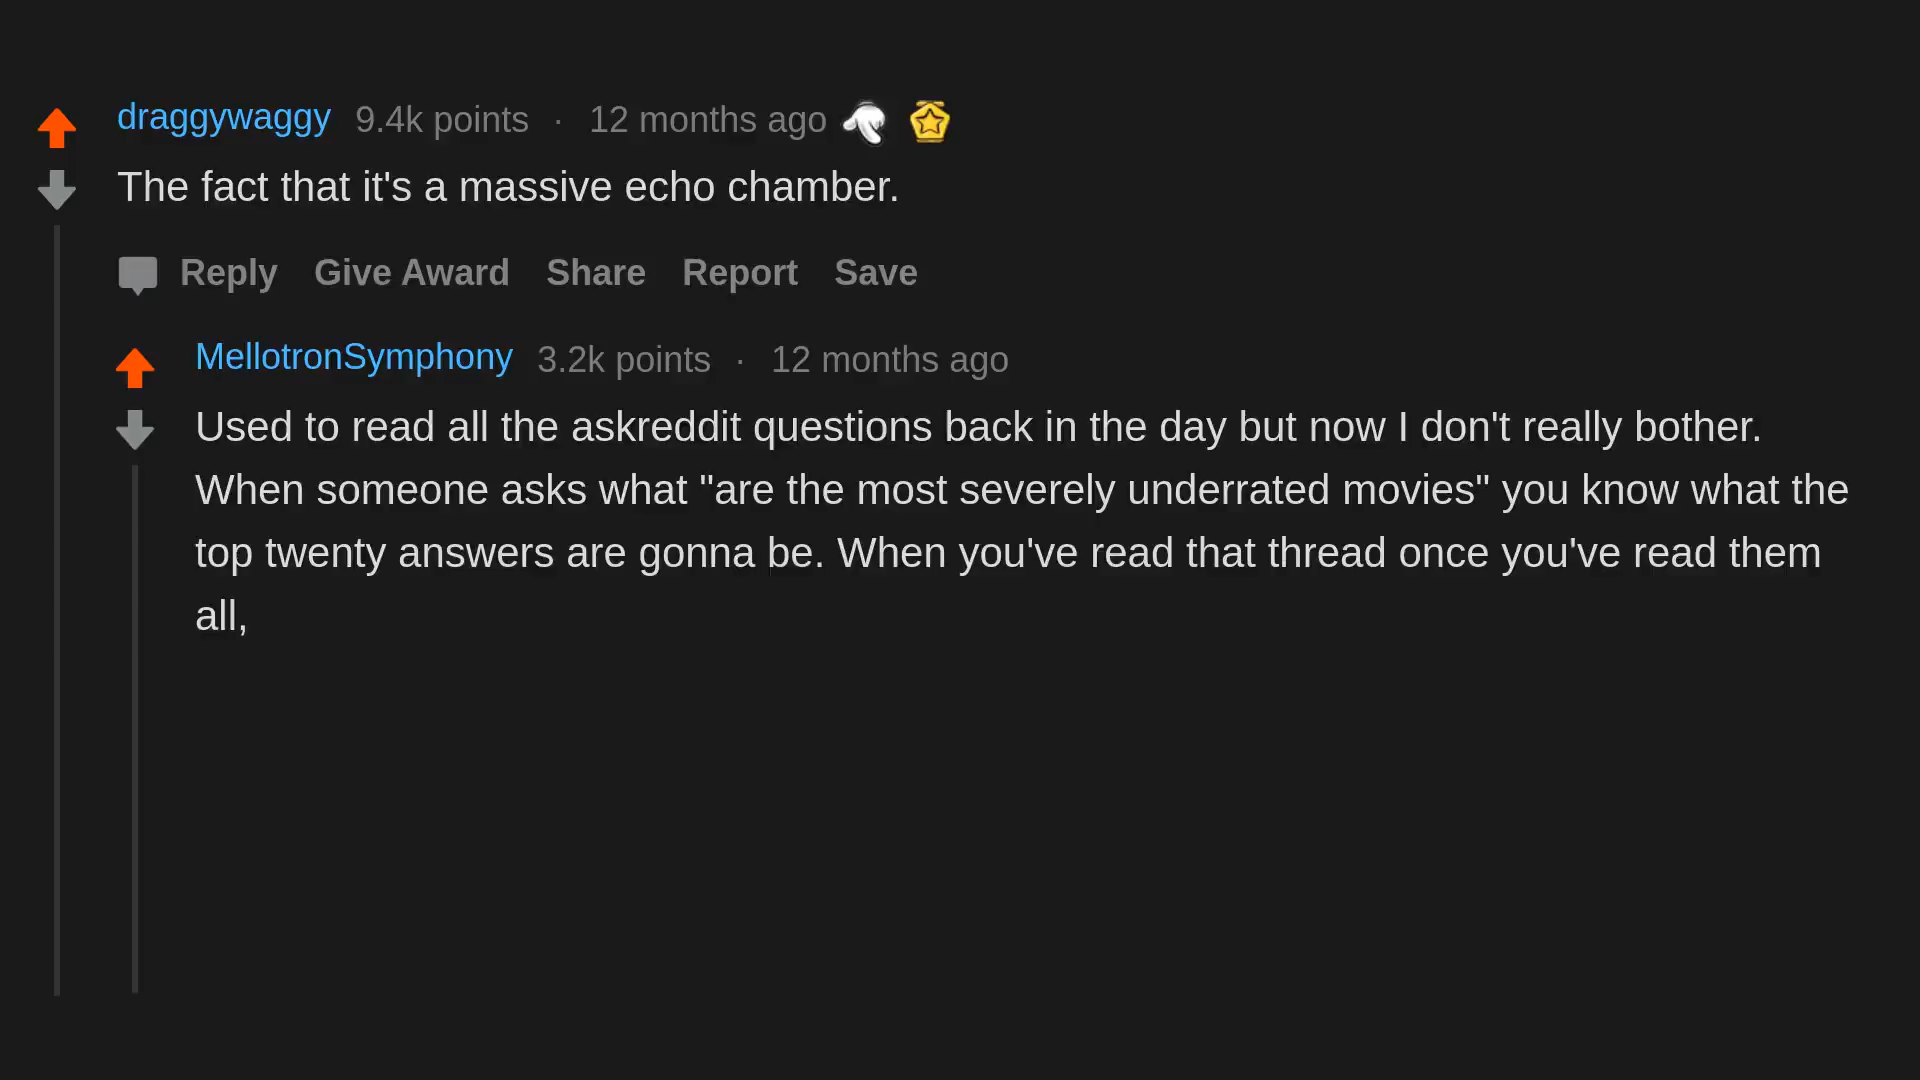 draggywaggy 9.4k points · 12 months ago
The fact that it's a massive echo chamber.
Reply Give Award Share Report Save
MellotronSymphony 3.2k points · 12 months ago
Used to read all the askreddit questions back in the day but now I don't really bother.
When someone asks what "are the most severely underrated movies" you know what the
top twenty answers are gonna be. When you've read that thread once you've read them
all,